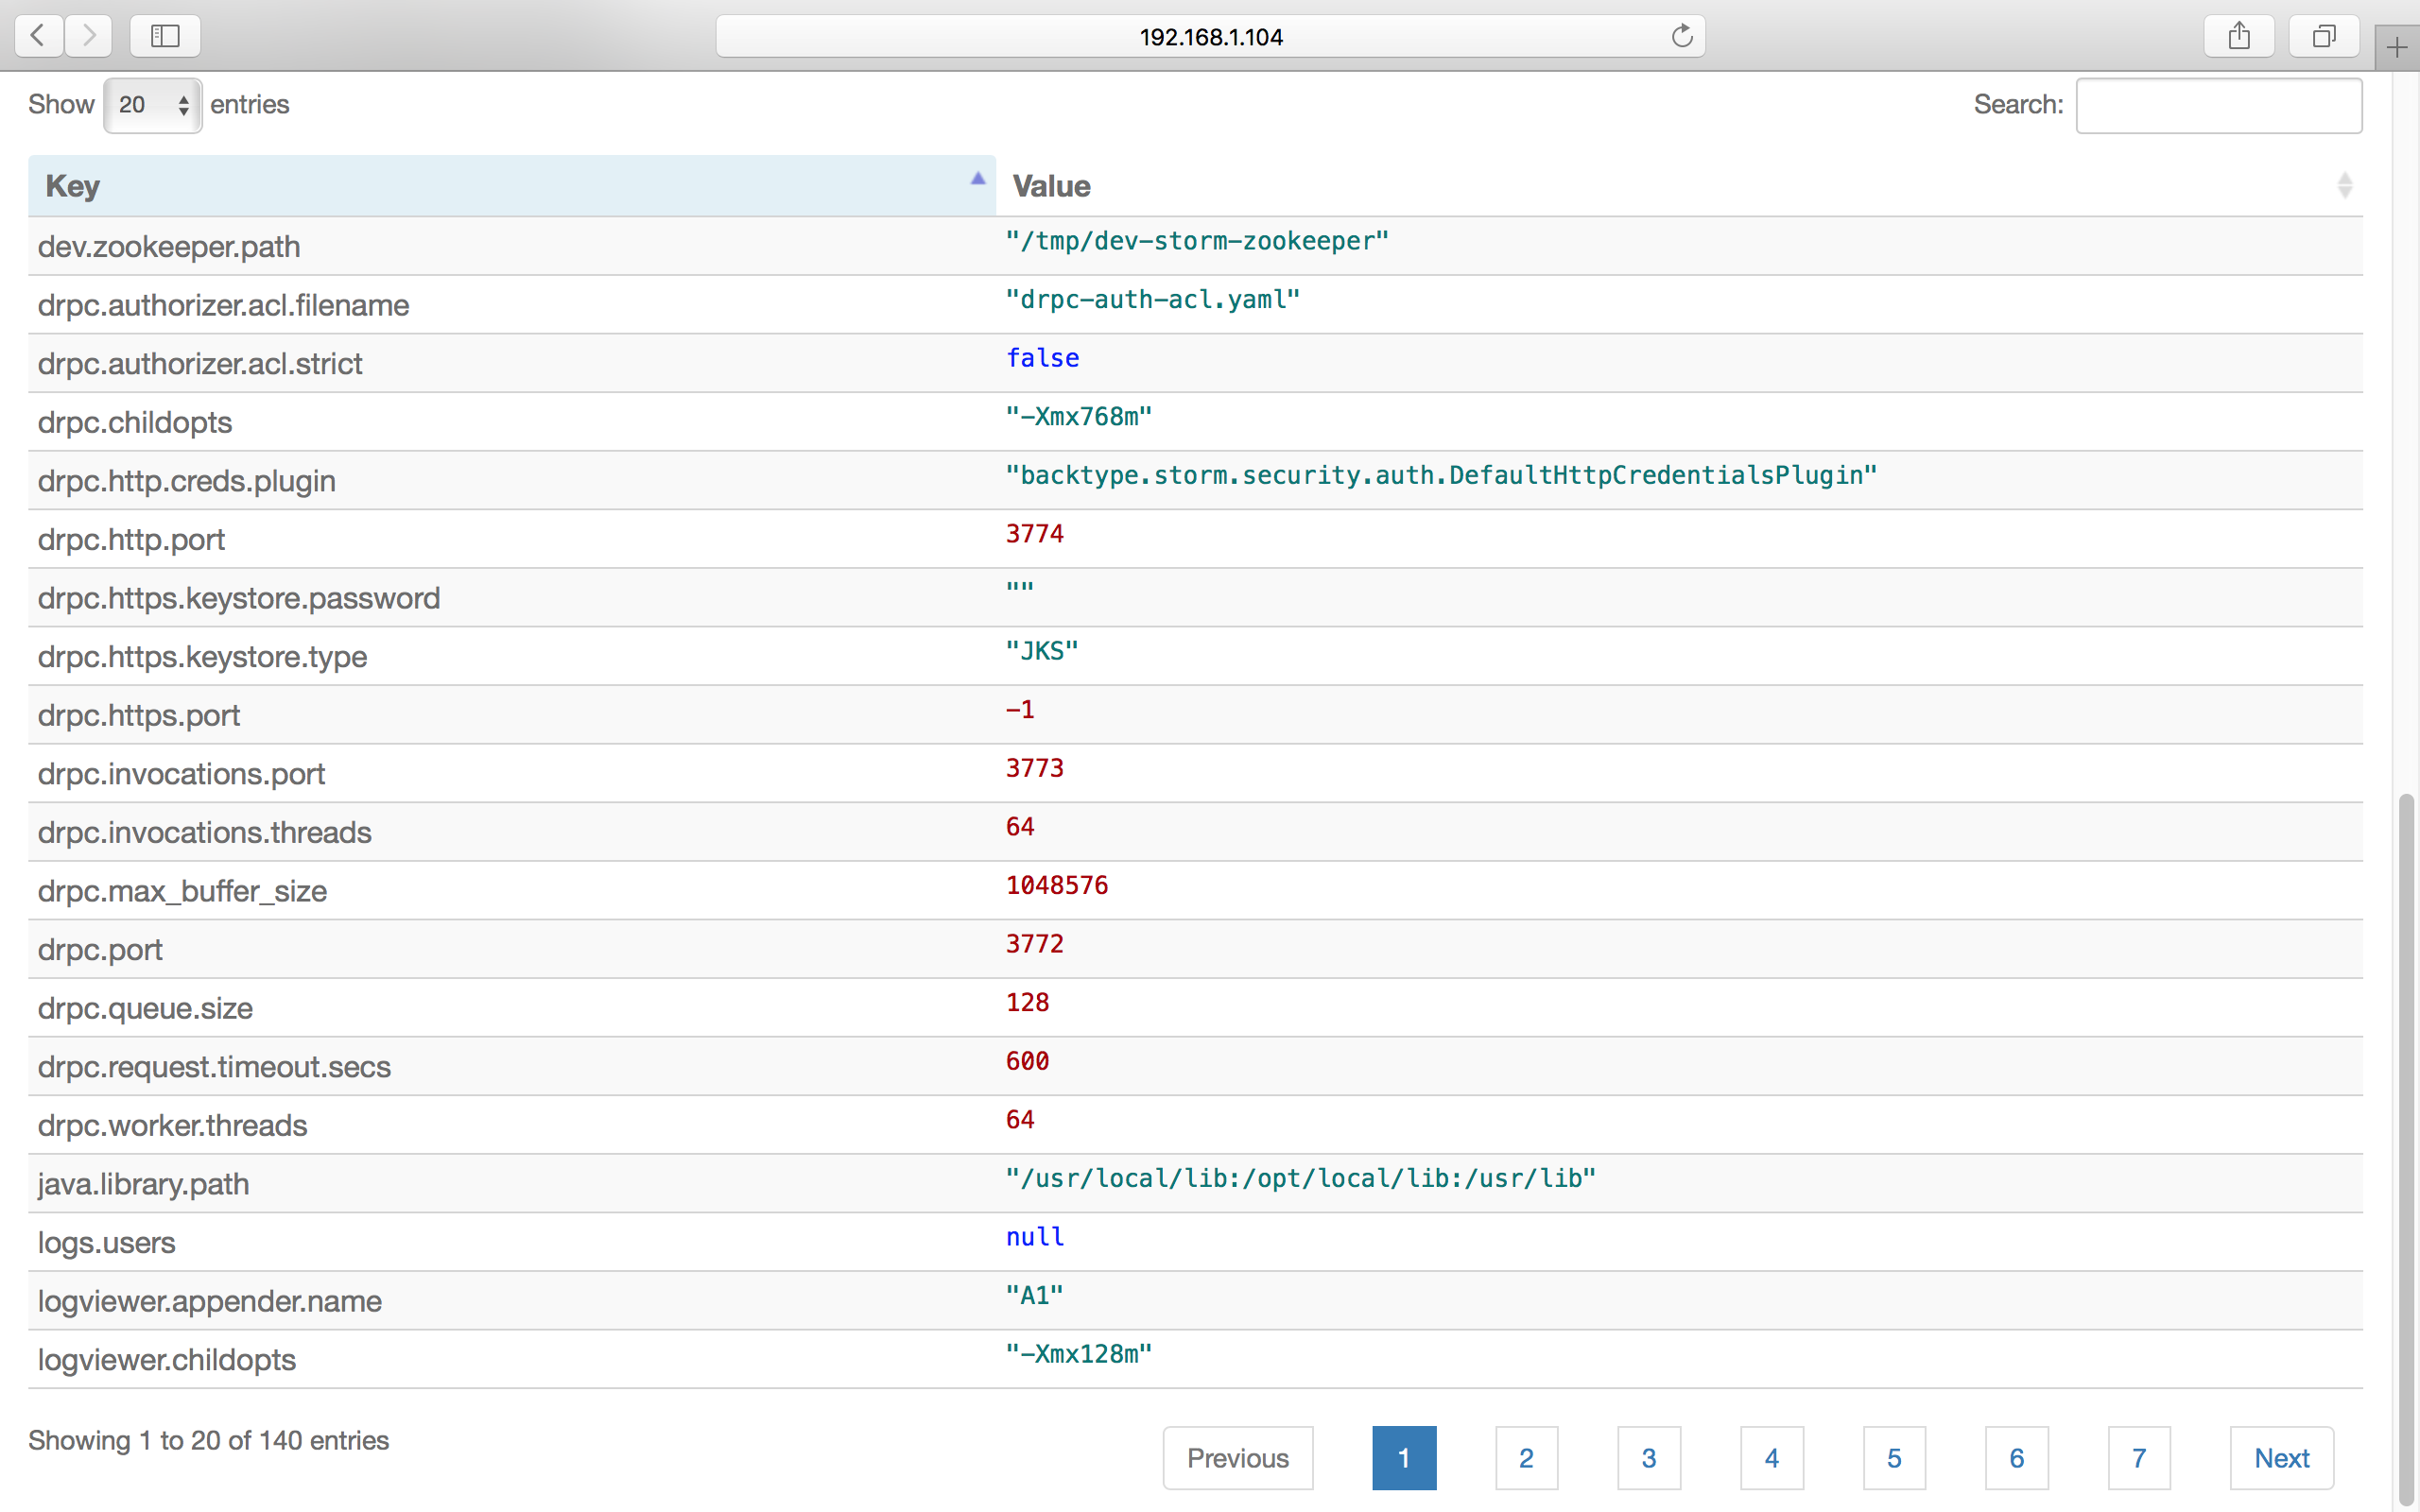 192.168.1.104
Show 20 entries Search:
Key Value
dev.zookeeper.path "/tmp/dev-storm-zookeeper"
drpc.authorizer.acl.filename "drpc-auth-acl.yaml"
drpc.authorizer.acl.strict false
drpc.childopts "-Xmx768m"
drpc.http.creds.plugin "backtype.storm.security.auth.DefaultHttpCredentialsPlugin"
drpc.http.port 3774
drpc.https.keystore.password ""
drpc.https.keystore.type "JKS"
drpc.https.port -1
drpc.invocations.port 3773
drpc.invocations.threads 64
drpc.max_buffer_size 1048576
drpc.port 3772
drpc.queue.size 128
drpc.request.timeout.secs 600
drpc.worker.threads 64
java.library.path "/usr/local/lib:/opt/local/lib:/usr/lib"
logs.users null
logviewer.appender.name "A1"
logviewer.childopts "-Xmx128m"
Showing 1 to 20 of 140 entries Previous 1 2 3 4 5 6 7 Next